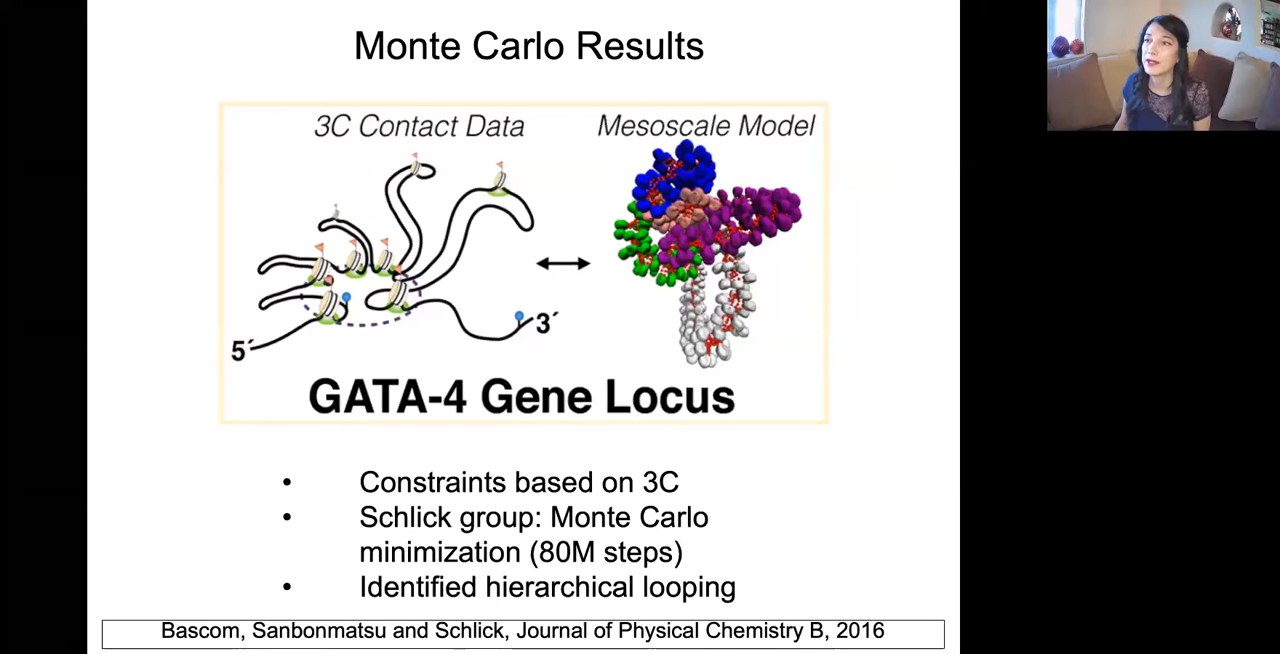 Monte Carlo Results
3C Contact Data
Mesoscale Model
5´
3´
GATA-4 Gene Locus
• Constraints based on 3C
• Schlick group: Monte Carlo
minimization (80M steps)
• Identified hierarchical looping
Bascom, Sanbonmatsu and Schlick, Journal of Physical Chemistry B, 2016